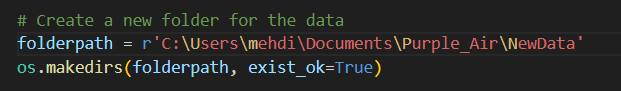 # Create a new folder for the data
folderpath = r'C:\Users\mehdi\Documents\Purple_Air\NewData'
os.makedirs(folderpath, exist_ok=True)